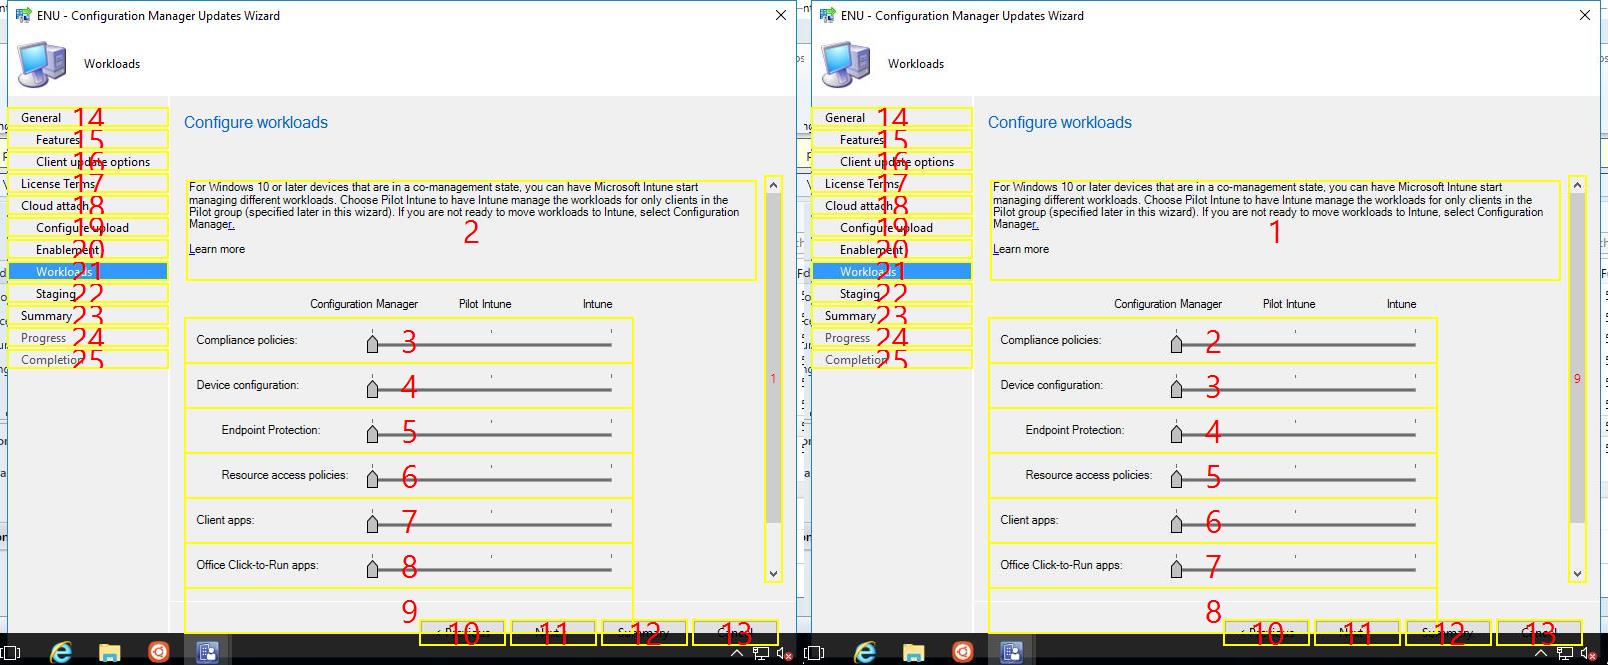 ENU - Configuration Manager Updates Wizard
Workloads
General 14
Features 15
Client update options 16
License Terms 17
Cloud attach 18
Configure upload 19
Enablement 20
Workloads 21
Staging 22
Summary 23
Progress 24
Completion 25
Configure workloads
For Windows 10 or later devices that are in a co-management state, you can have Microsoft Intune start
managing different workloads. Choose Pilot Intune to have Intune manage the workloads for only clients in the
Pilot group (specified later in this wizard). If you are not ready to move workloads to Intune, select Configuration
Manager.
2
Learn more
Configuration Manager Pilot Intune Intune
Compliance policies: 3
Device configuration: 4
1
Endpoint Protection: 5
Resource access policies: 6
Client apps: 7
Office Click-to-Run apps: 8
9
< Previous 10 Next 11 Summary 12 Cancel 13
ENU - Configuration Manager Updates Wizard
Workloads
General 14
Features 15
Client update options 16
License Terms 17
Cloud attach 18
Configure upload 19
Enablement 20
Workloads 21
Staging 22
Summary 23
Progress 24
Completion 25
Configure workloads
For Windows 10 or later devices that are in a co-management state, you can have Microsoft Intune start
managing different workloads. Choose Pilot Intune to have Intune manage the workloads for only clients in the
Pilot group (specified later in this wizard). If you are not ready to move workloads to Intune, select Configuration
Manager.
1
Learn more
Configuration Manager Pilot Intune Intune
Compliance policies: 2
Device configuration: 3
9
Endpoint Protection: 4
Resource access policies: 5
Client apps: 6
Office Click-to-Run apps: 7
8
< Previous 10 Next 11 Summary 12 Cancel 13